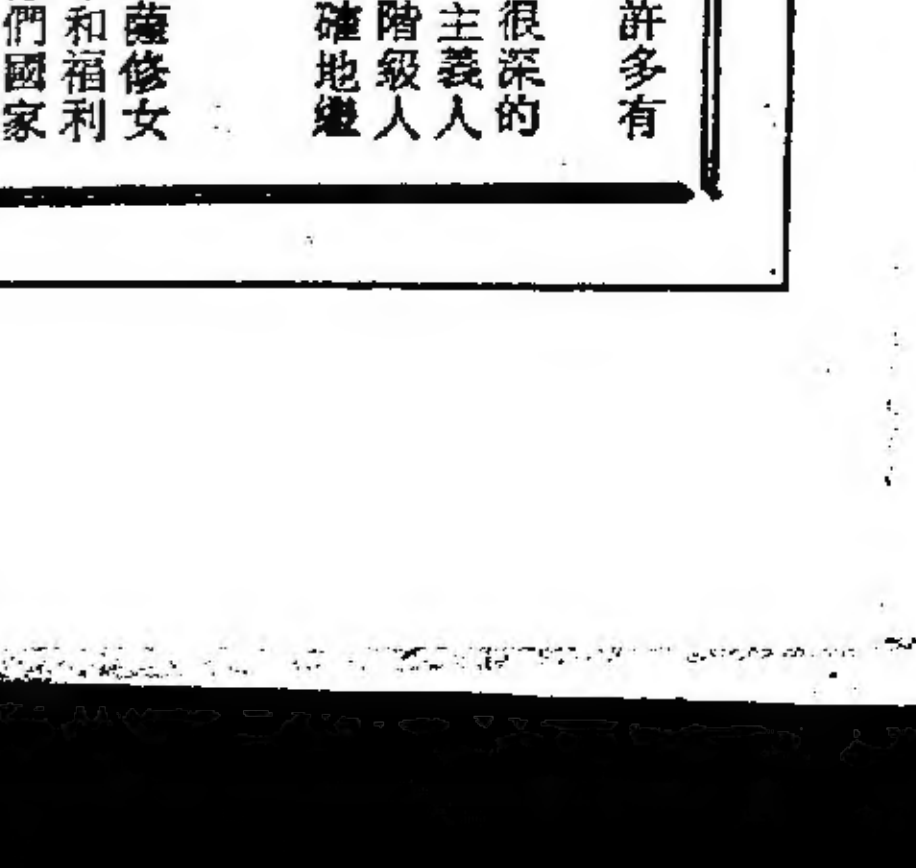 許多有
很深的
主義人
階級人
確地繼
薩修女
和福利
們國家